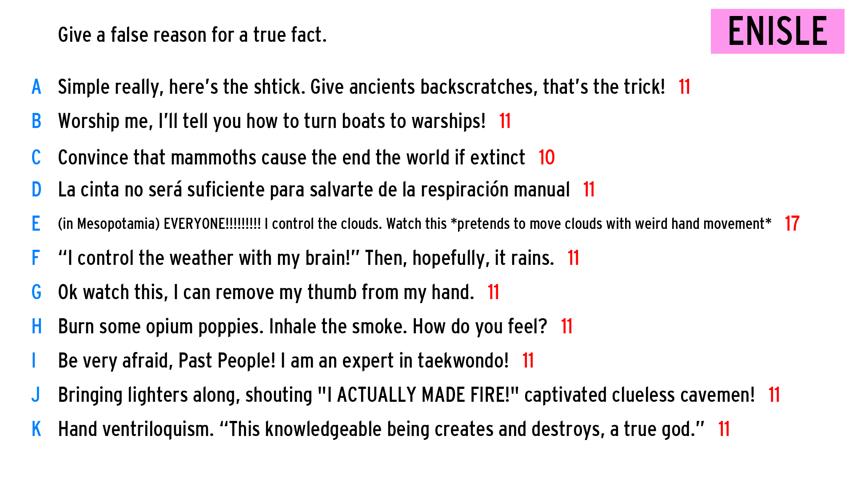 Give a false reason for a true fact.
ENISLE
A Simple really, here's the shtick. Give ancients backscratches, that's the trick! 11
B Worship me, I'll tell you how to turn boats to warships! 11
C Convince that mammoths cause the end the world if extinct 10
D La cinta no será suficiente para salvarte de la respiración manual 11
E (in Mesopotamia) EVERYONE!!!!!!!!! I control the clouds. Watch this *pretends to move clouds with weird hand movement* 17
F “I control the weather with my brain!” Then, hopefully, it rains. 11
G Ok watch this, I can remove my thumb from my hand. 11
H Burn some opium poppies. Inhale the smoke. How do you feel? 11
I Be very afraid, Past People! I am an expert in taekwondo! 11
J Bringing lighters along, shouting "I ACTUALLY MADE FIRE!" captivated clueless cavemen! 11
K Hand ventriloquism. “This knowledgeable being creates and destroys, a true god.” 11